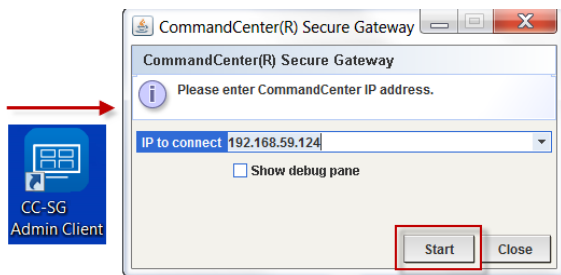 CommandCenter(R) Secure Gateway
CommandCenter(R) Secure Gateway
i
Please enter CommandCenter IP address.
IP to connect 192.168.59.124
Show debug pane
Start Close
CC-SG
Admin Client